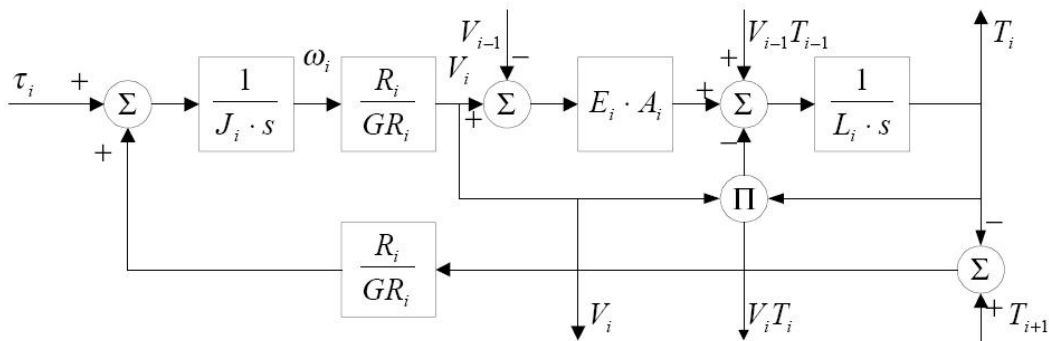 V_{i-1} V_{i-1}T_{i-1} T_i
τ_i + Σ 1/(J_i · s) ω_i R_i/GR_i V_i + − Σ E_i · A_i + + − Σ 1/(L_i · s)
+ Π −
R_i/GR_i Σ
V_i V_iT_i + T_{i+1}